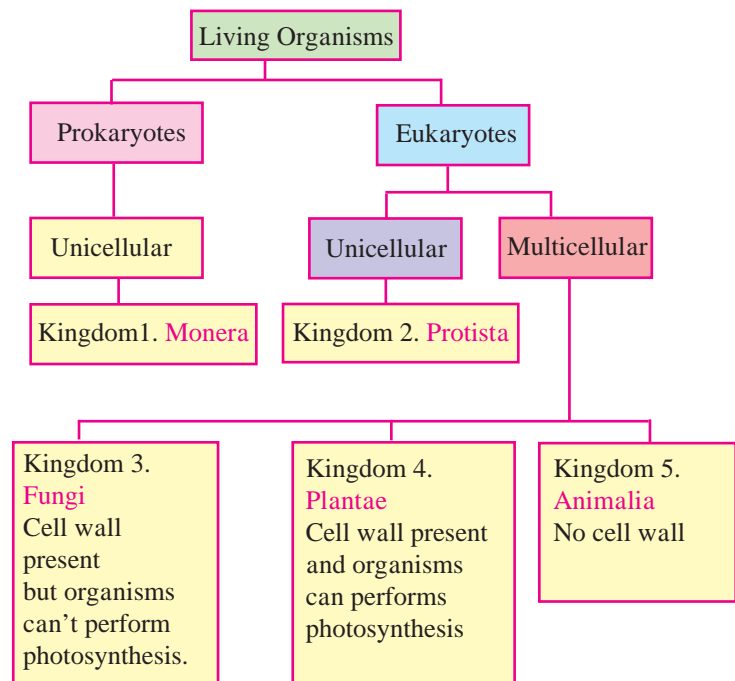 Living Organisms
Prokaryotes
Eukaryotes
Unicellular
Unicellular
Multicellular
Kingdom1. Monera
Kingdom 2. Protista
Kingdom 3.
Fungi
Cell wall
present
but organisms
can't perform
photosynthesis.
Kingdom 4.
Plantae
Cell wall present
and organisms
can performs
photosynthesis
Kingdom 5.
Animalia
No cell wall